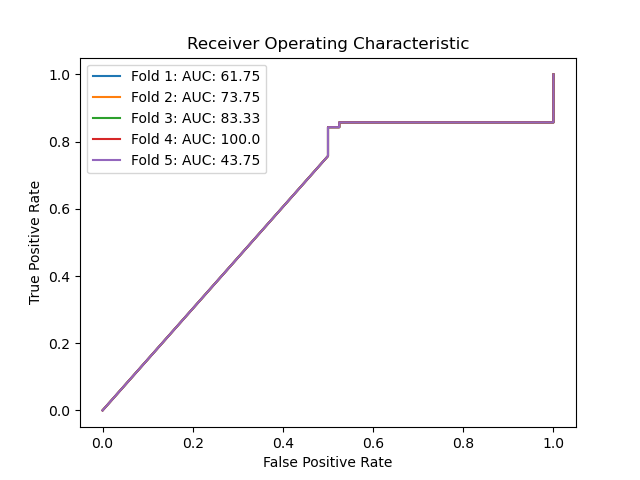 Receiver Operating Characteristic
1.0
0.8
0.6
0.4
0.2
0.0
True Positive Rate
Fold 1: AUC: 61.75
Fold 2: AUC: 73.75
Fold 3: AUC: 83.33
Fold 4: AUC: 100.0
Fold 5: AUC: 43.75
0.0 0.2 0.4 0.6 0.8 1.0
False Positive Rate